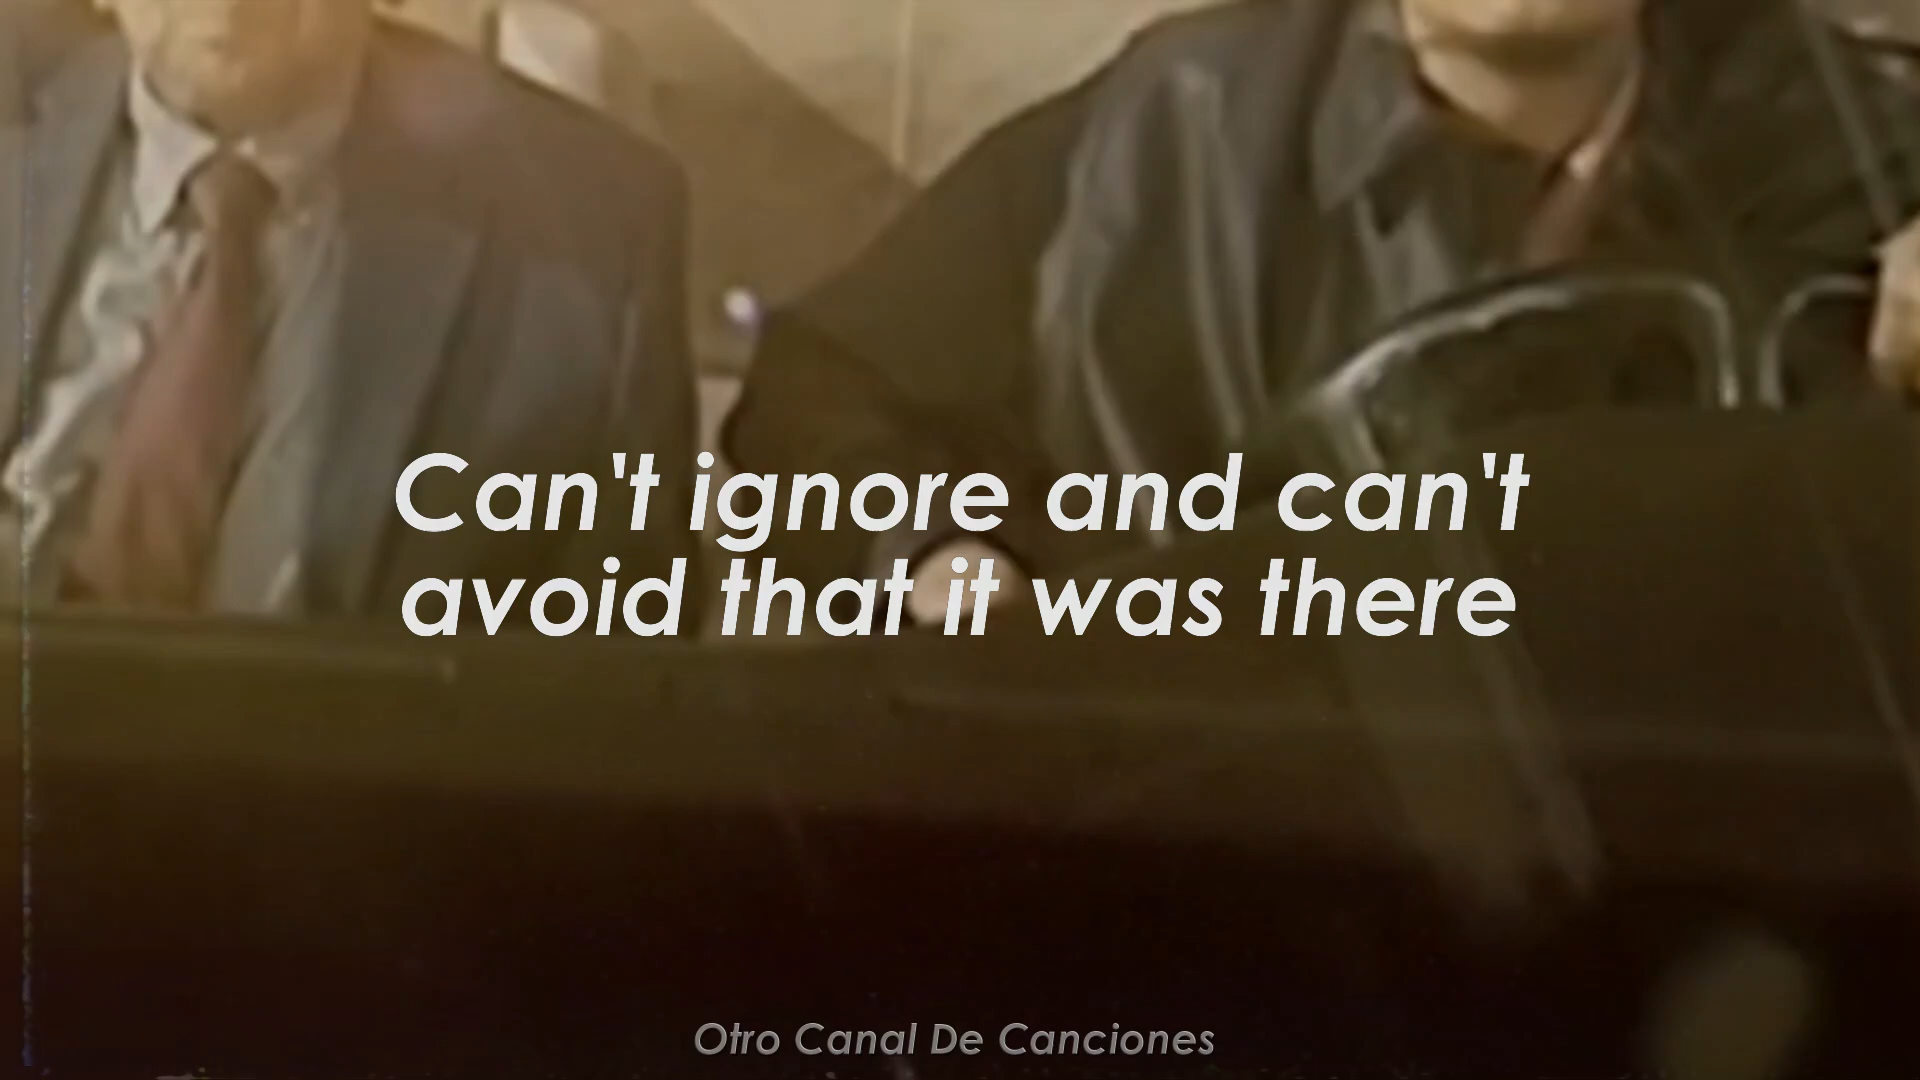 Can't ignore and can't
avoid that it was there
Otro Canal De Canciones